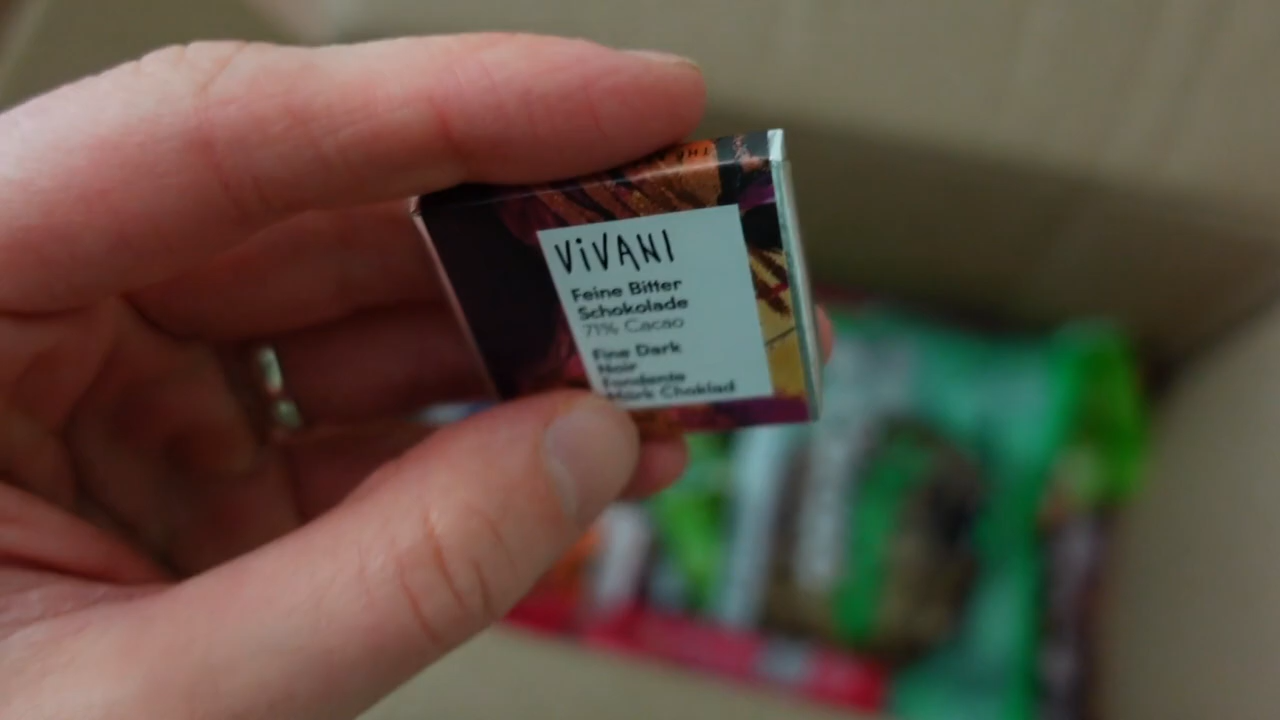 ViVANI
Feine Bitter
Schokolade
71% Cacao
Fine Dark
Noir
Fondente
Mörk Choklad